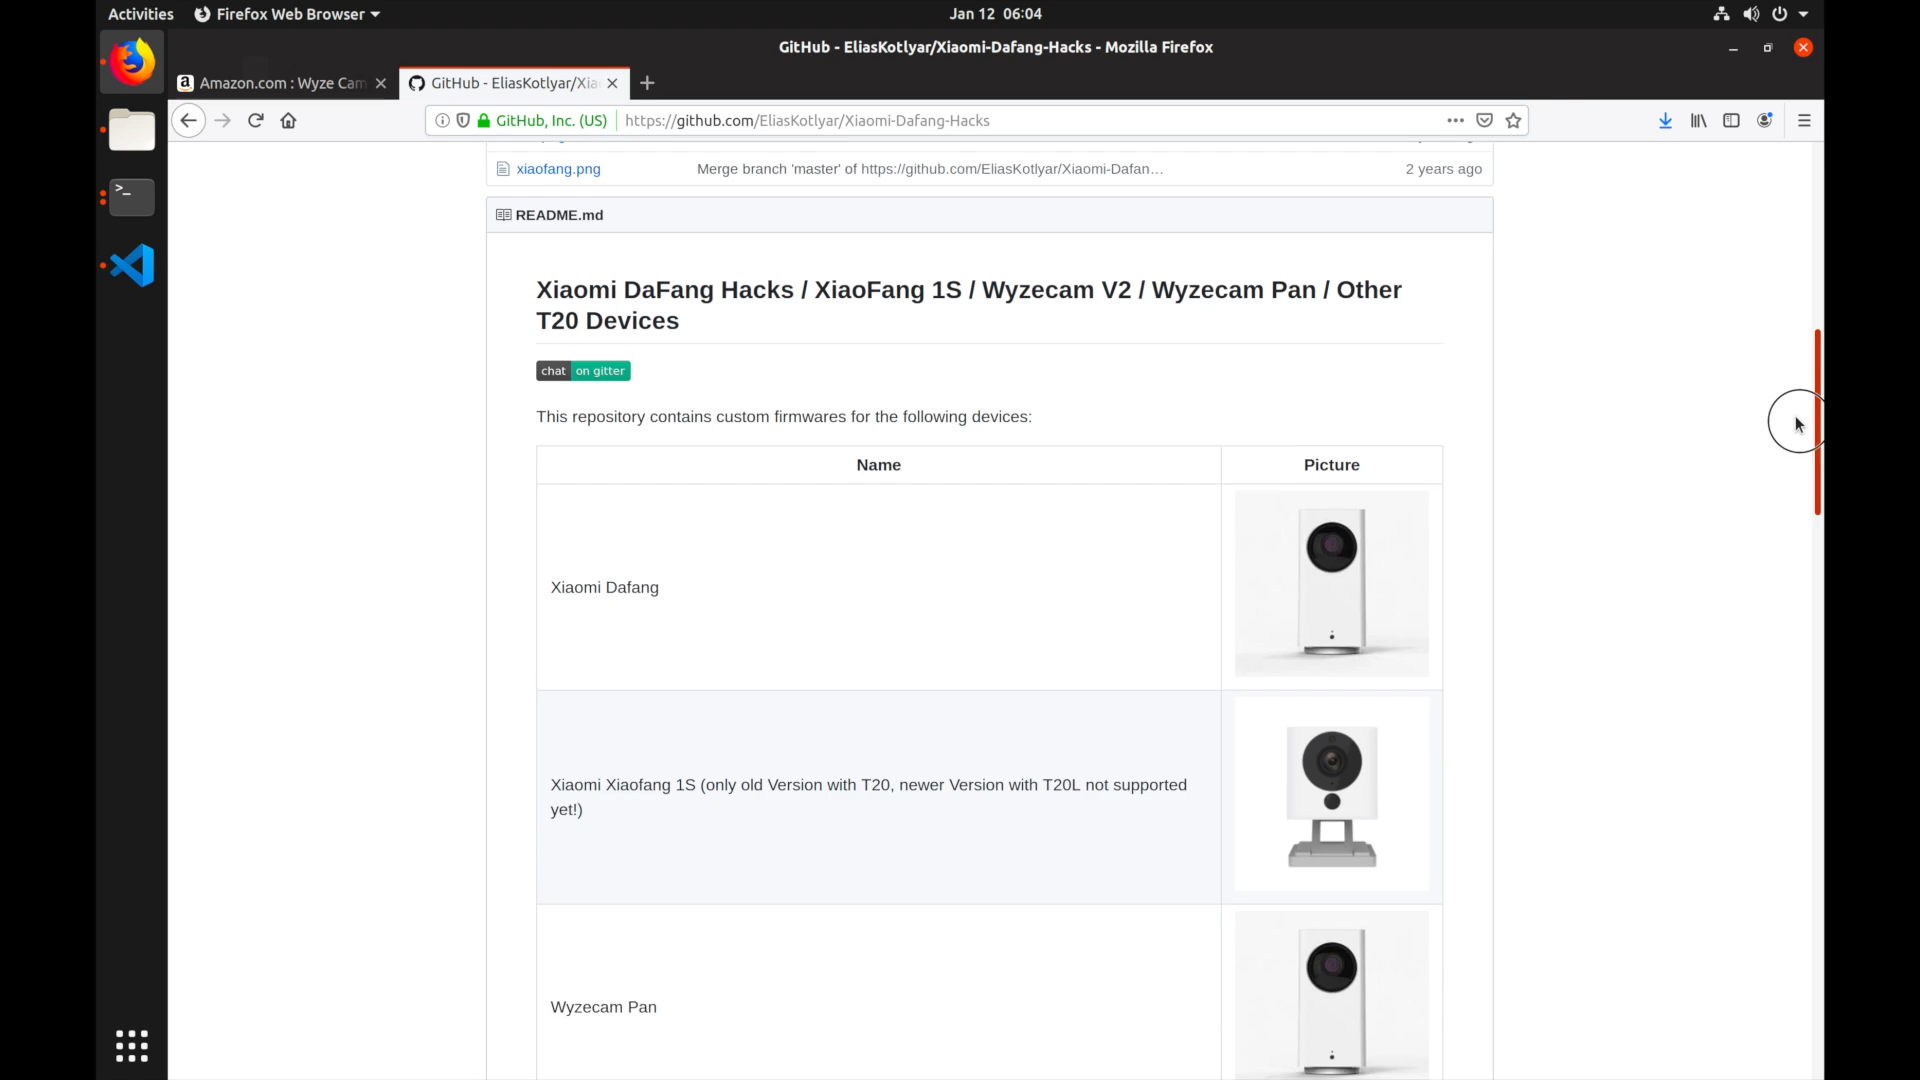 Activities
Firefox Web Browser
Jan 12 06:04
GitHub - EliasKotlyar/Xiaomi-Dafang-Hacks - Mozilla Firefox
Amazon.com : Wyze Cam
GitHub - EliasKotlyar/Xia
GitHub, Inc. (US)
https://github.com/EliasKotlyar/Xiaomi-Dafang-Hacks
xiaofang.png
Merge branch 'master' of https://github.com/EliasKotlyar/Xiaomi-Dafan…
2 years ago
README.md
Xiaomi DaFang Hacks / XiaoFang 1S / Wyzecam V2 / Wyzecam Pan / Other
T20 Devices
chat on gitter
This repository contains custom firmwares for the following devices:
Name
Picture
Xiaomi Dafang
Xiaomi Xiaofang 1S (only old Version with T20, newer Version with T20L not supported
yet!)
Wyzecam Pan